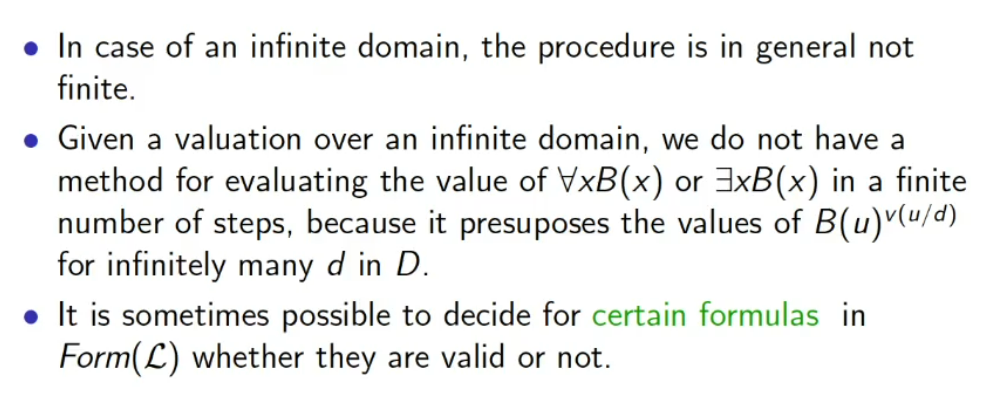 • In case of an infinite domain, the procedure is in general not
finite.
• Given a valuation over an infinite domain, we do not have a
method for evaluating the value of ∀xB(x) or ∃xB(x) in a finite
number of steps, because it presuposes the values of B(u)^v(u/d)
for infinitely many d in D.
• It is sometimes possible to decide for certain formulas in
Form(ℒ) whether they are valid or not.